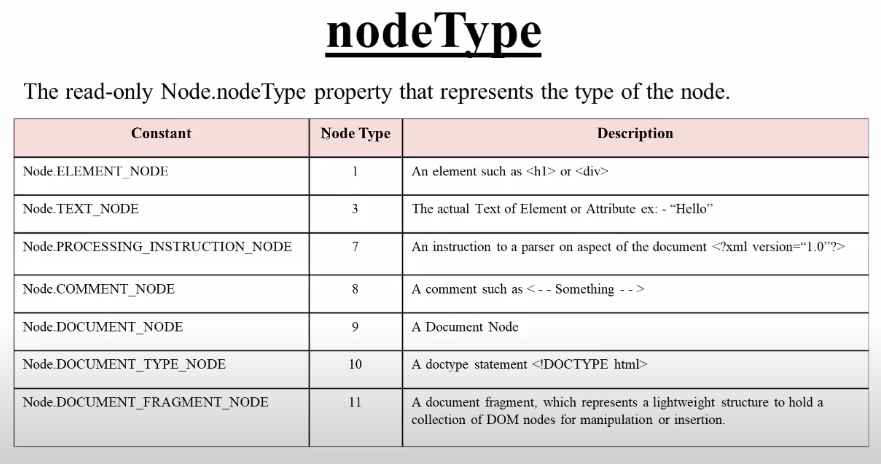 nodeType
The read-only Node.nodeType property that represents the type of the node.
Constant Node Type Description
Node.ELEMENT_NODE 1 An element such as <h1> or <div>
Node.TEXT_NODE 3 The actual Text of Element or Attribute ex: - “Hello”
Node.PROCESSING_INSTRUCTION_NODE 7 An instruction to a parser on aspect of the document <?xml version=“1.0”?>
Node.COMMENT_NODE 8 A comment such as < - - Something - - >
Node.DOCUMENT_NODE 9 A Document Node
Node.DOCUMENT_TYPE_NODE 10 A doctype statement <!DOCTYPE html>
Node.DOCUMENT_FRAGMENT_NODE 11 A document fragment, which represents a lightweight structure to hold a
collection of DOM nodes for manipulation or insertion.